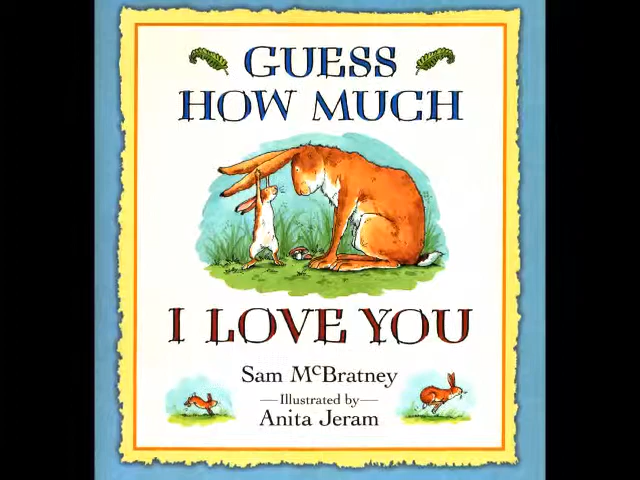 GUESS
HOW MUCH
I LOVE YOU
Sam McBratney
—Illustrated by—
Anita Jeram